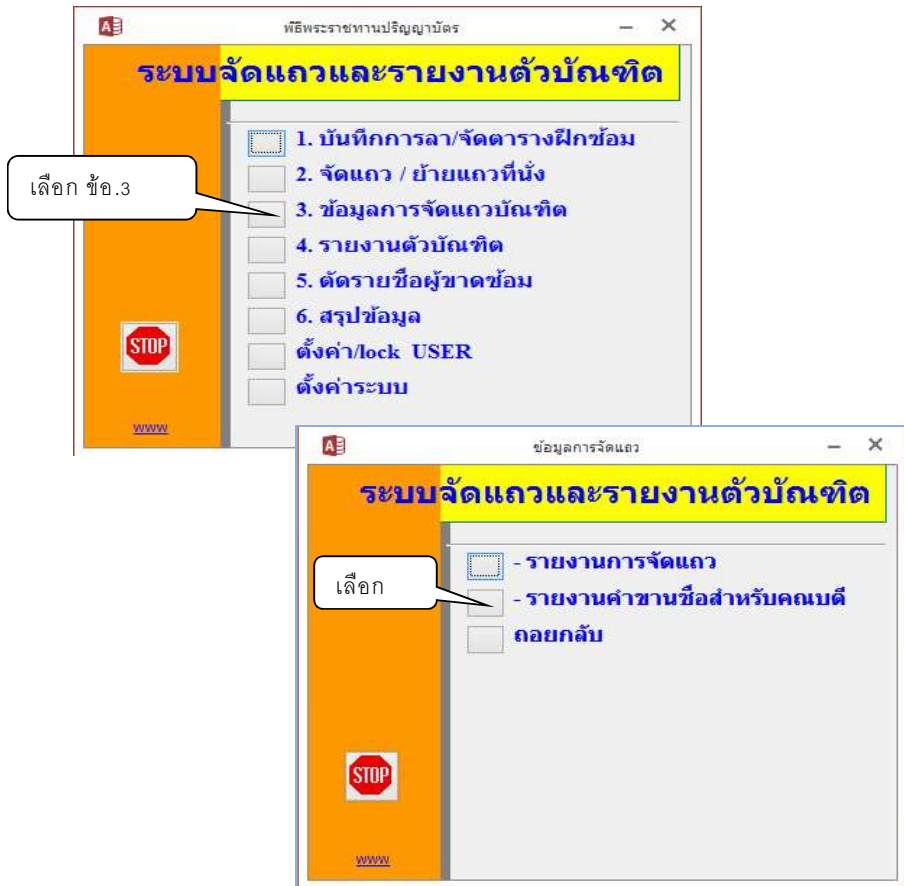 พิธีพระราชทานปริญญาบัตร
ระบบจัดแถวและรายงานตัวบัณฑิต
1. บันทึกการลา/จัดตารางฝึกซ้อม
2. จัดแถว / ย้ายแถวที่นั่ง
เลือก ข้อ.3
3. ข้อมูลการจัดแถวบัณฑิต
4. รายงานตัวบัณฑิต
5. ตัดรายชื่อผู้ขาดซ้อม
6. สรุปข้อมูล
STOP
ตั้งค่า/lock USER
ตั้งค่าระบบ
www
ข้อมูลการจัดแถว
ระบบจัดแถวและรายงานตัวบัณฑิต
- รายงานการจัดแถว
เลือก
- รายงานคำขานชื่อสำหรับคณบดี
ถอยกลับ
STOP
www